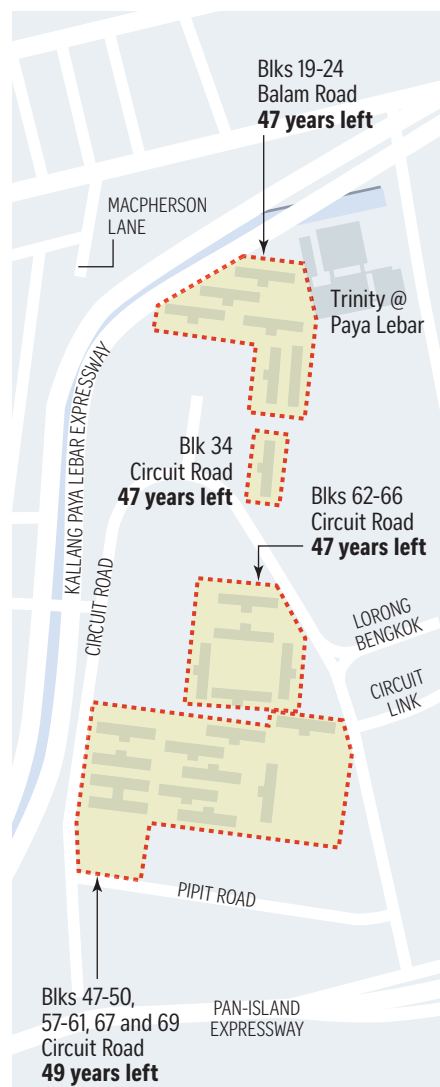 Blks 19-24
Balam Road
47 years left
MACPHERSON
LANE
Trinity @
Paya Lebar
KALLANG PAYA LEBAR EXPRESSWAY
Blk 34
Circuit Road
47 years left
Blks 62-66
Circuit Road
47 years left
CIRCUIT ROAD
LORONG
BENGKOK
CIRCUIT
LINK
PIPIT ROAD
Blks 47-50,
57-61, 67 and 69
Circuit Road
49 years left
PAN-ISLAND
EXPRESSWAY